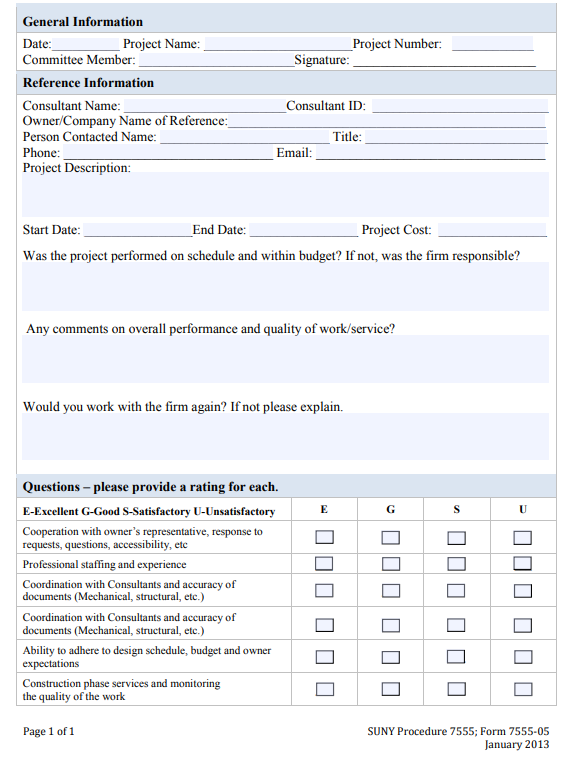 General Information
Date: Project Name: Project Number:
Committee Member: Signature:
Reference Information
Consultant Name: Consultant ID:
Owner/Company Name of Reference:
Person Contacted Name: Title:
Phone: Email:
Project Description:
Start Date: End Date: Project Cost:
Was the project performed on schedule and within budget? If not, was the firm responsible?
Any comments on overall performance and quality of work/service?
Would you work with the firm again? If not please explain.
Questions – please provide a rating for each.
E-Excellent G-Good S-Satisfactory U-Unsatisfactory E G S U
Cooperation with owner's representative, response to
requests, questions, accessibility, etc
Professional staffing and experience
Coordination with Consultants and accuracy of
documents (Mechanical, structural, etc.)
Coordination with Consultants and accuracy of
documents (Mechanical, structural, etc.)
Ability to adhere to design schedule, budget and owner
expectations
Construction phase services and monitoring
the quality of the work
Page 1 of 1 SUNY Procedure 7555; Form 7555-05
January 2013